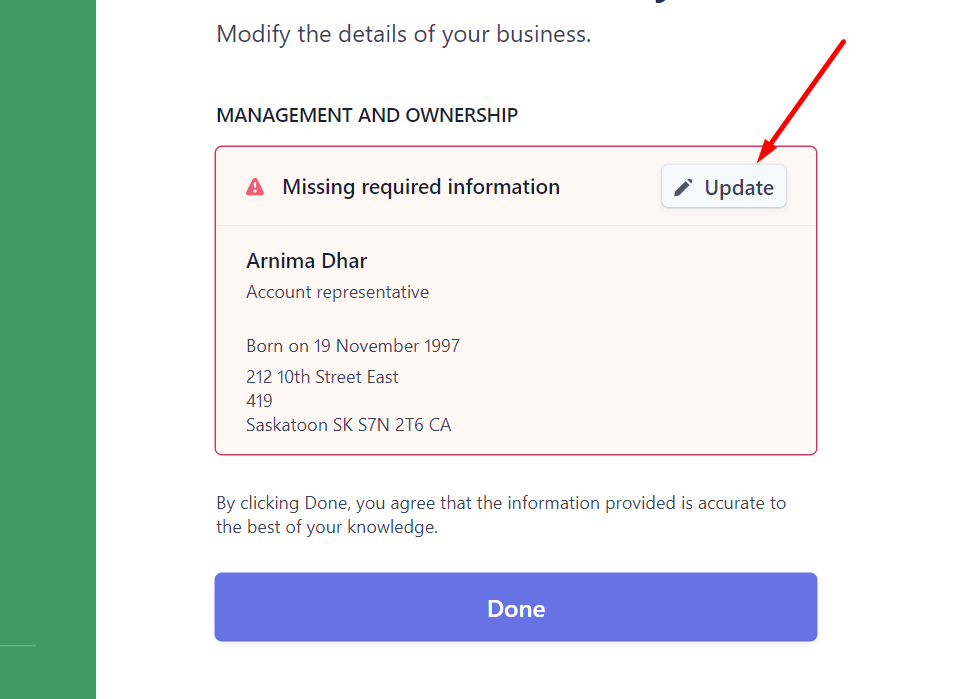 Modify the details of your business.
MANAGEMENT AND OWNERSHIP
Missing required information
Update
Arnima Dhar
Account representative
Born on 19 November 1997
212 10th Street East
419
Saskatoon SK S7N 2T6 CA
By clicking Done, you agree that the information provided is accurate to
the best of your knowledge.
Done